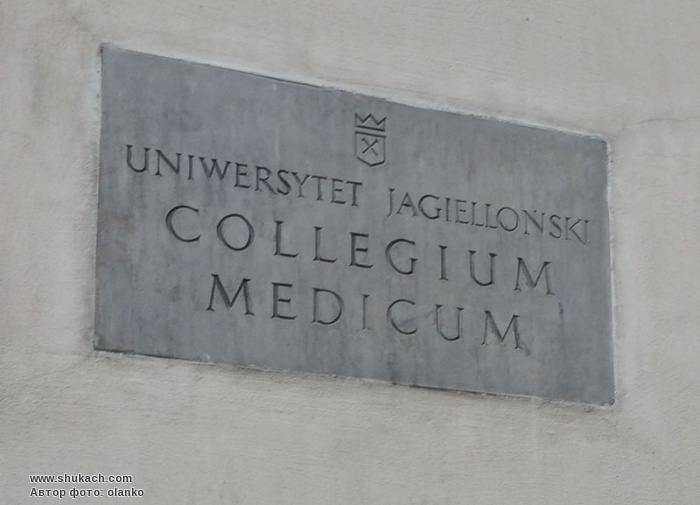 UNIWERSYTET JAGIELLOŃSKI
COLLEGIUM
MEDICUM
www.shukach.com
Автор фото: olanko